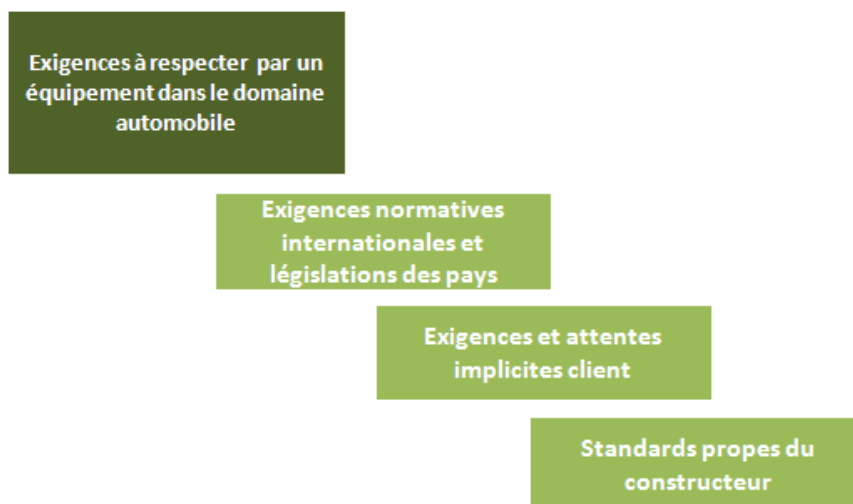 Exigences à respecter par un
équipement dans le domaine
automobile
Exigences normatives
internationales et
législations des pays
Exigences et attentes
implicites client
Standards propes du
constructeur